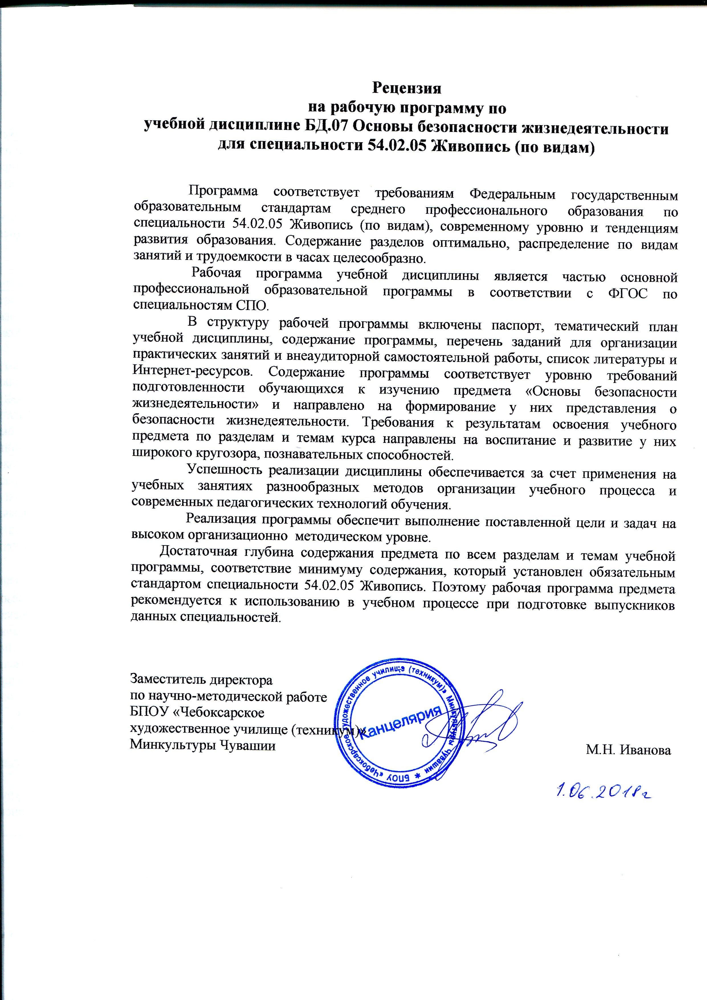 Рецензия
на рабочую программу по
учебной дисциплине БД.07 Основы безопасности жизнедеятельности
для специальности 54.02.05 Живопись (по видам)
Программа соответствует требованиям Федеральным государственным
образовательным стандартам среднего профессионального образования по
специальности 54.02.05 Живопись (по видам), современному уровню и тенденциям
развития образования. Содержание разделов оптимально, распределение по видам
занятий и трудоемкости в часах целесообразно.
Рабочая программа учебной дисциплины является частью основной
профессиональной образовательной программы в соответствии с ФГОС по
специальностям СПО.
В структуру рабочей программы включены паспорт, тематический план
учебной дисциплины, содержание программы, перечень заданий для организации
практических занятий и внеаудиторной самостоятельной работы, список литературы и
Интернет-ресурсов. Содержание программы соответствует уровню требований
подготовленности обучающихся к изучению предмета «Основы безопасности
жизнедеятельности» и направлено на формирование у них представления о
безопасности жизнедеятельности. Требования к результатам освоения учебного
предмета по разделам и темам курса направлены на воспитание и развитие у них
широкого кругозора, познавательных способностей.
Успешность реализации дисциплины обеспечивается за счет применения на
учебных занятиях разнообразных методов организации учебного процесса и
современных педагогических технологий обучения.
Реализация программы обеспечит выполнение поставленной цели и задач на
высоком организационно  методическом уровне.
Достаточная глубина содержания предмета по всем разделам и темам учебной
программы, соответствие минимуму содержания, который установлен обязательным
стандартом специальности 54.02.05 Живопись. Поэтому рабочая программа предмета
рекомендуется к использованию в учебном процессе при подготовке выпускников
данных специальностей.
Заместитель директора
по научно-методической работе
БПОУ «Чебоксарское
художественное училище (техникум)»
Минкультуры Чувашии
М.Н. Иванова
БПОУ «Чебоксарское художественное училище (техникум)» Минкультуры Чувашии *
Канцелярия
1.06.2018г